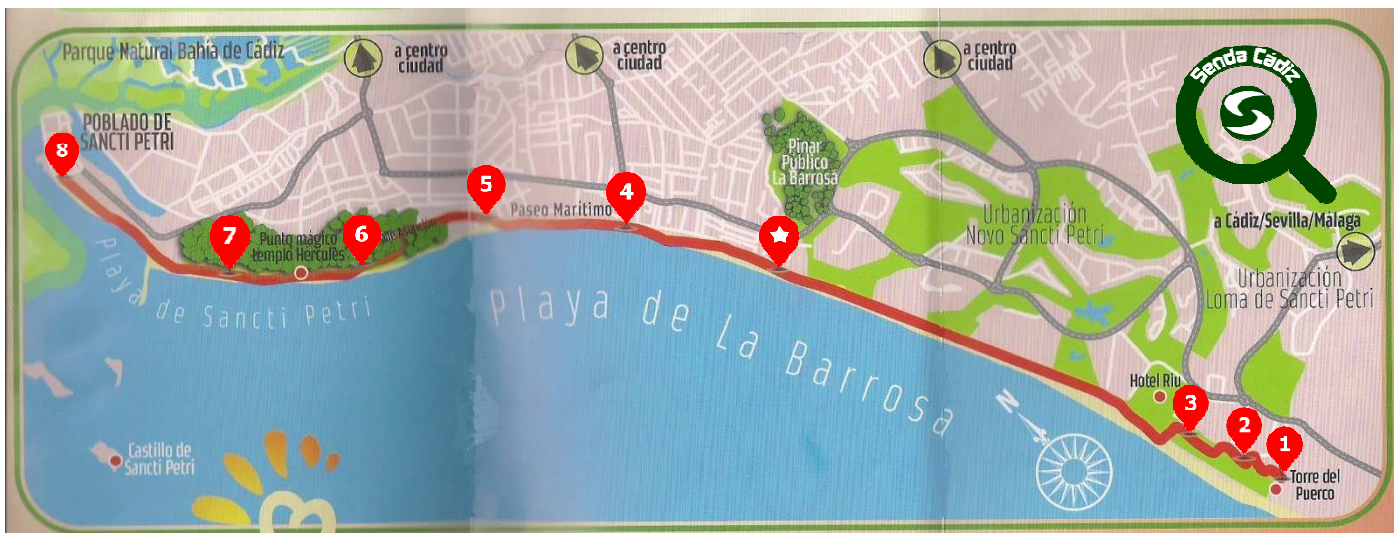 Parque Natural Bahía de Cádiz
a centro
ciudad
a centro
ciudad
a centro
ciudad
Senda Cádiz
POBLADO DE
SANCTI PETRI
8
Pinar
Público
La Barrosa
5
4
Paseo Marítimo
7
6
Punto mágico
templo Hércules
Urbanización
Novo Sancti Petri
a Cádiz/Sevilla/Málaga
Urbanización
Loma de Sancti Petri
Playa de Sancti Petri
Playa de La Barrosa
Hotel Riu
3
2
1
N
Castillo de
Sancti Petri
Torre del
Puerco